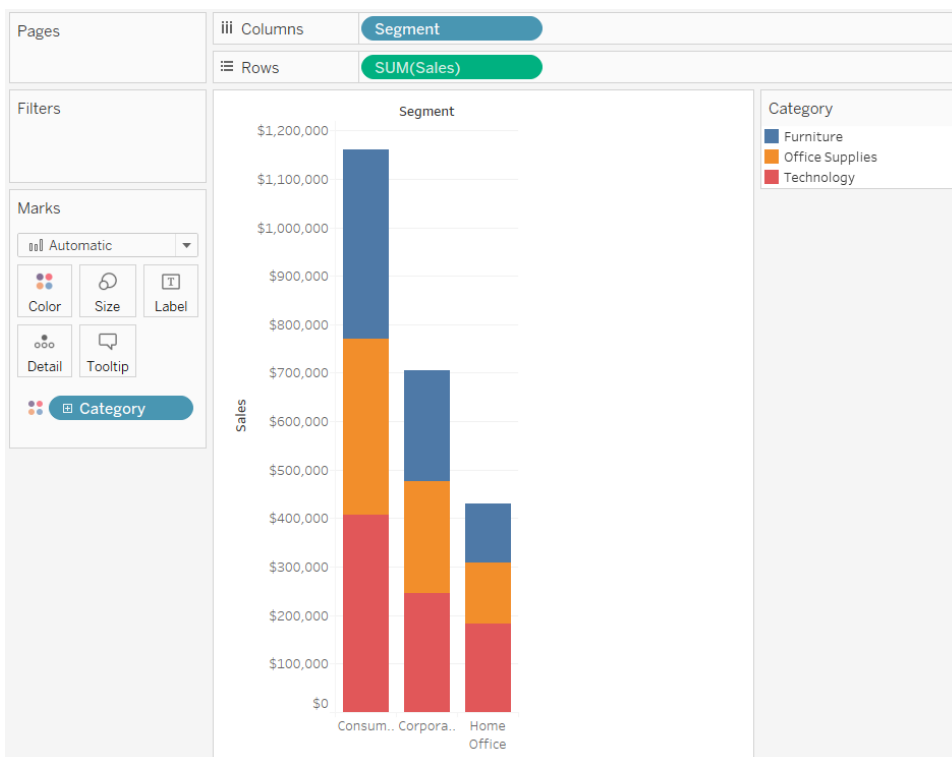 Pages
Columns
Segment
Rows
SUM(Sales)
Filters
Marks
Automatic
Color
Size
Label
Detail
Tooltip
Category
Segment
$1,200,000
$1,100,000
$1,000,000
$900,000
$800,000
$700,000
$600,000
$500,000
$400,000
$300,000
$200,000
$100,000
$0
Sales
Consum.. Corpora.. Home
Office
Category
Furniture
Office Supplies
Technology